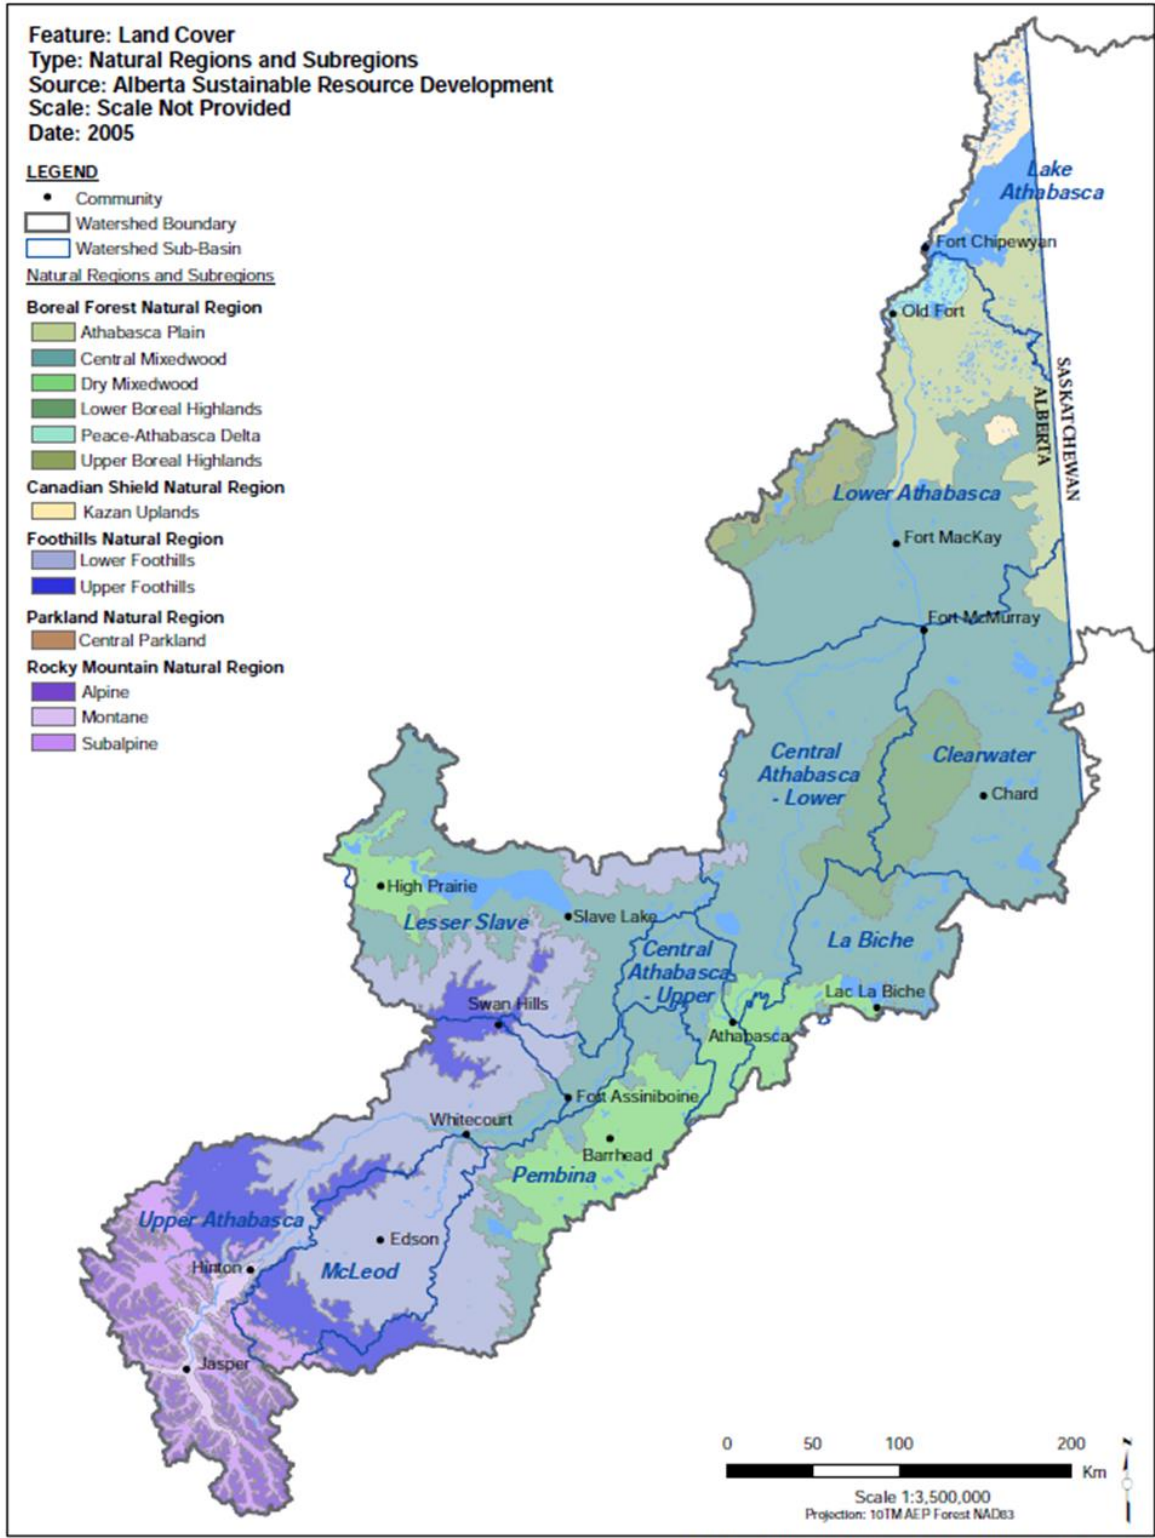 Feature: Land Cover
Type: Natural Regions and Subregions
Source: Alberta Sustainable Resource Development
Scale: Scale Not Provided
Date: 2005
LEGEND
Community
Watershed Boundary
Watershed Sub-Basin
Natural Regions and Subregions
Boreal Forest Natural Region
Athabasca Plain
Central Mixedwood
Dry Mixedwood
Lower Boreal Highlands
Peace-Athabasca Delta
Upper Boreal Highlands
Canadian Shield Natural Region
Kazan Uplands
Foothills Natural Region
Lower Foothills
Upper Foothills
Parkland Natural Region
Central Parkland
Rocky Mountain Natural Region
Alpine
Montane
Subalpine
Lake
Athabasca
Fort Chipewyan
Old Fort
SASKATCHEWAN
ALBERTA
Lower Athabasca
Fort MacKay
Fort McMurray
Central
Athabasca
- Lower
Clearwater
Chard
High Prairie
Slave Lake
Lesser Slave
Central
Athabasca
- Upper
La Biche
Lac La Biche
Swan Hills
Athabasca
Fort Assiniboine
Whitecourt
Barrhead
Pembina
Upper Athabasca
Edson
Hinton
McLeod
Jasper
0 50 100 200
Km
N
Scale 1:3,500,000
Projection: 10TM AEP Forest NAD83